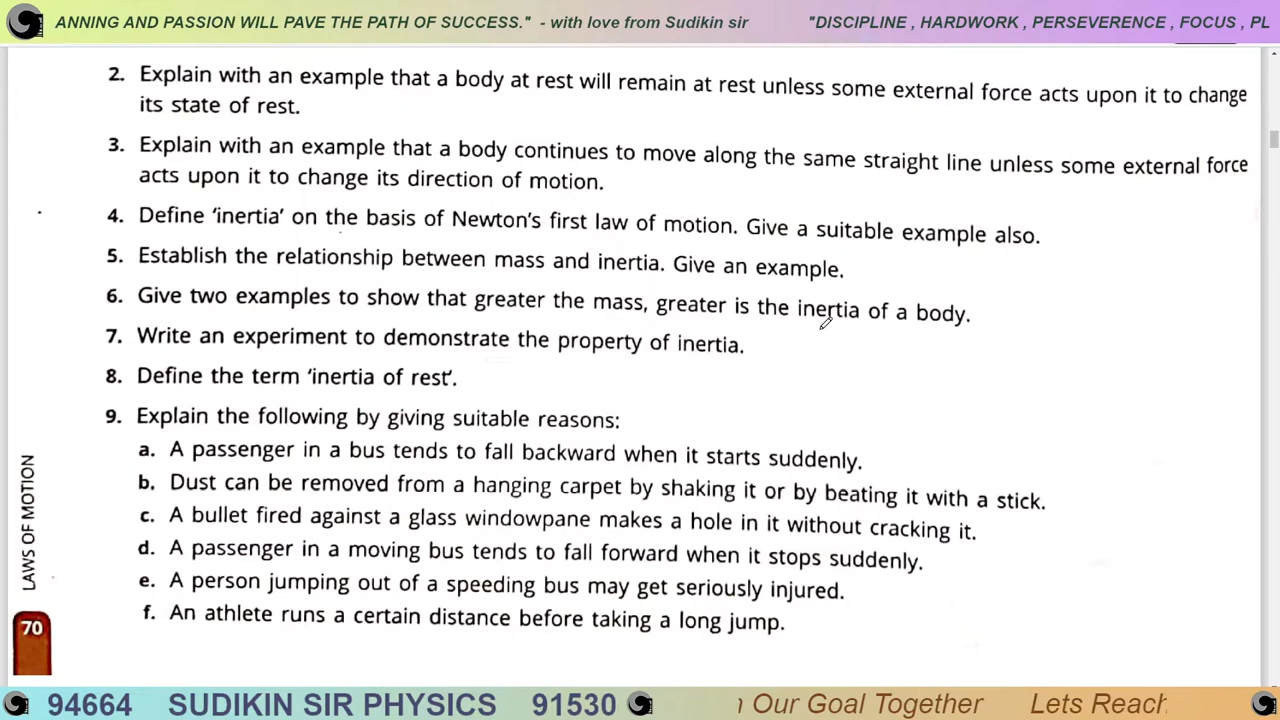 ANNING AND PASSION WILL PAVE THE PATH OF SUCCESS." - with love from Sudikin sir "DISCIPLINE , HARDWORK , PERSEVERENCE , FOCUS , PL
2. Explain with an example that a body at rest will remain at rest unless some external force acts upon it to change
its state of rest.
3. Explain with an example that a body continues to move along the same straight line unless some external force
acts upon it to change its direction of motion.
4. Define 'inertia' on the basis of Newton's first law of motion. Give a suitable example also.
5. Establish the relationship between mass and inertia. Give an example.
6. Give two examples to show that greater the mass, greater is the inertia of a body.
7. Write an experiment to demonstrate the property of inertia.
8. Define the term 'inertia of rest'.
9. Explain the following by giving suitable reasons:
a. A passenger in a bus tends to fall backward when it starts suddenly.
b. Dust can be removed from a hanging carpet by shaking it or by beating it with a stick.
c. A bullet fired against a glass windowpane makes a hole in it without cracking it.
d. A passenger in a moving bus tends to fall forward when it stops suddenly.
e. A person jumping out of a speeding bus may get seriously injured.
f. An athlete runs a certain distance before taking a long jump.
LAWS OF MOTION
70
94664 SUDIKIN SIR PHYSICS 91530 Our Goal Together Lets Reach